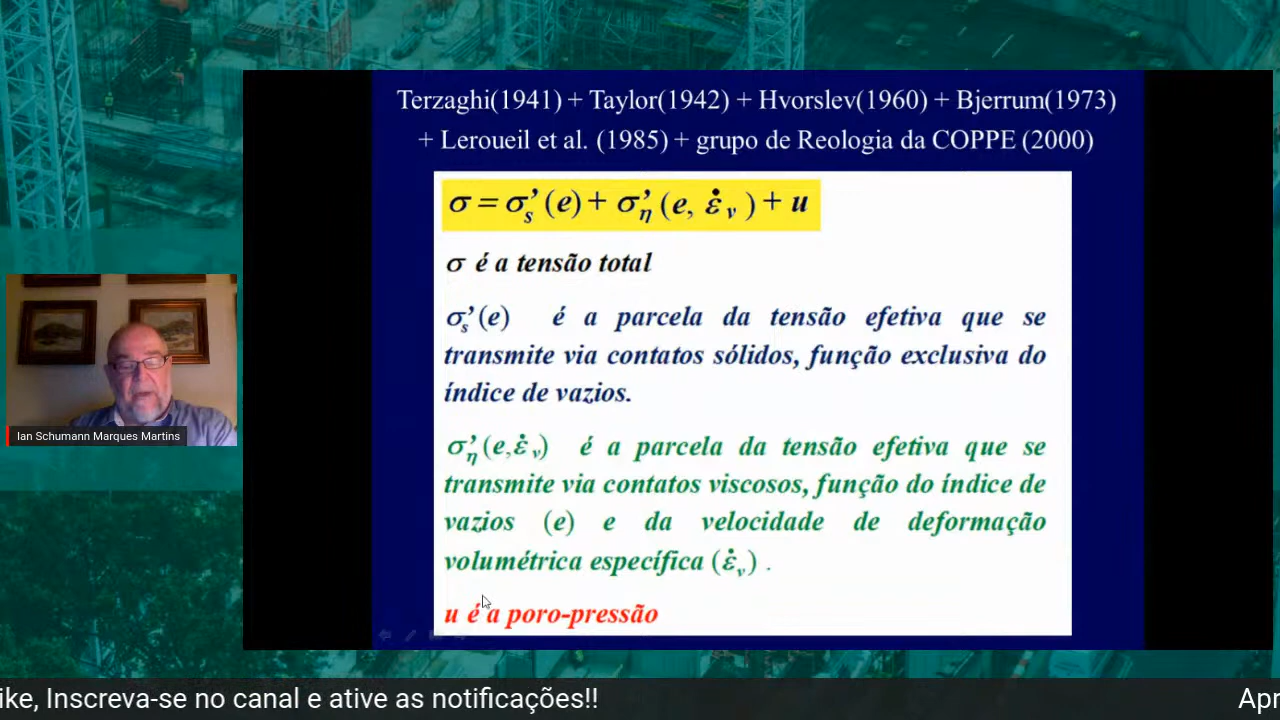 Terzaghi(1941) + Taylor(1942) + Hvorslev(1960) + Bjerrum(1973)
+ Leroueil et al. (1985) + grupo de Reologia da COPPE (2000)
σ = σₛ’(e) + σ’η (e, ε̇ᵥ) + u
σ é a tensão total
σₛ’(e) é a parcela da tensão efetiva que se
transmite via contatos sólidos, função exclusiva do
índice de vazios.
σ’η (e,ε̇ᵥ) é a parcela da tensão efetiva que se
transmite via contatos viscosos, função do índice de
vazios (e) e da velocidade de deformação
volumétrica específica (ε̇ᵥ) .
u é a poro-pressão
Ian Schumann Marques Martins
ike, Inscreva-se no canal e ative as notificações!! Apr